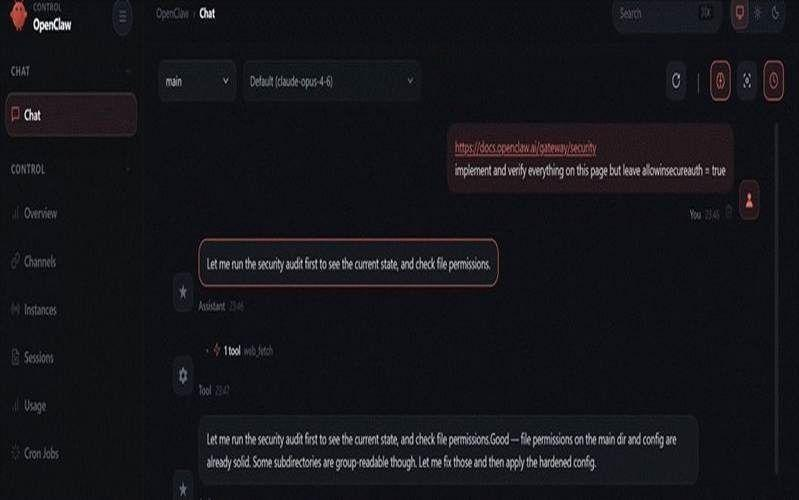 CONTROL
OpenClaw
CHAT
Chat
CONTROL
Overview
Channels
Instances
Sessions
Usage
Cron Jobs
OpenClaw › Chat
Search
main
Default (claude-opus-4-6)
https://docs.openclaw.ai/gateway/security
implement and verify everything on this page but leave allowinsecureauth = true
You 23:46
Let me run the security audit first to see the current state, and check file permissions.
Assistant 23:46
1 tool web_fetch
Tool 23:47
Let me run the security audit first to see the current state, and check file permissions.Good — file permissions on the main dir and config are
already solid. Some subdirectories are group-readable though. Let me fix those and then apply the hardened config.